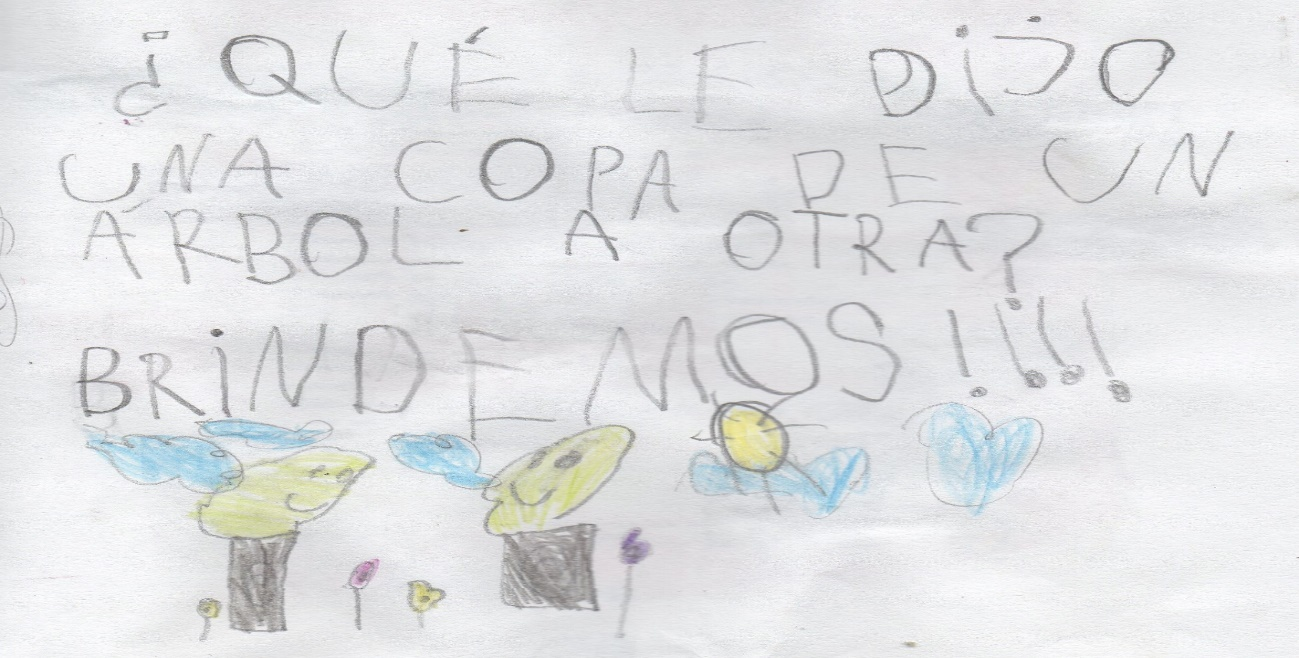 ¿QUÉ LE DIJO
UNA COPA DE UN
ÁRBOL A OTRA?
BRINDEMOS!!!!